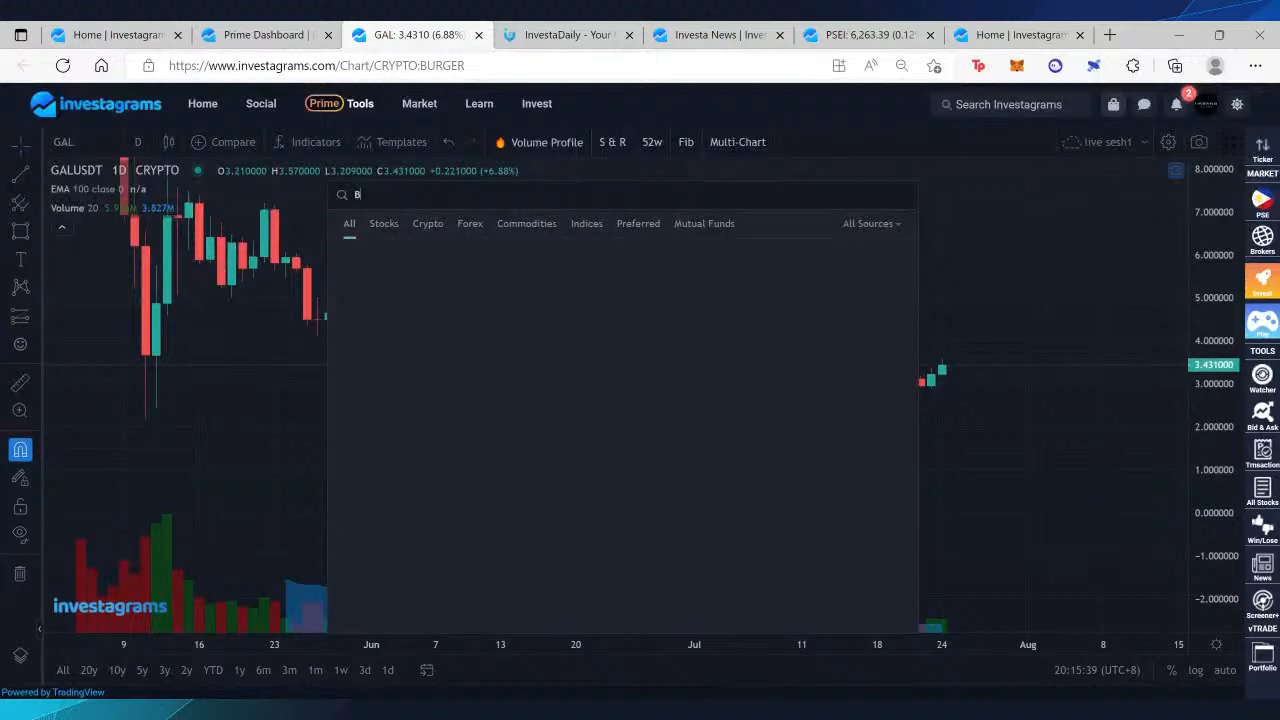 Home | Investagram
Prime Dashboard |
GAL: 3.4310 (6.88%)
InvestaDaily - Your
Investa News | Inve
PSEI: 6,263.39 (0.12%
Home | Investagram
https://www.investagrams.com/Chart/CRYPTO:BURGER
investagrams
Home
Social
Prime Tools
Market
Learn
Invest
Search Investagrams
2
GAL
D
Compare
Indicators
Templates
Volume Profile
S & R
52w
Fib
Multi-Chart
live sesh1
GALUSDT 1D CRYPTO
O3.210000 H3.570000 L3.209000 C3.431000 +0.221000 (+6.88%)
EMA 100 close 0 n/a
Volume 20 3.827M
B
All
Stocks
Crypto
Forex
Commodities
Indices
Preferred
Mutual Funds
All Sources
8.000000
7.000000
6.000000
5.000000
4.000000
3.431000
3.000000
2.000000
1.000000
0.000000
−1.000000
−2.000000
Ticker
MARKET
PSE
Brokers
Invest
Play
TOOLS
Watcher
Bid & Ask
Trnsaction
All Stocks
Win/Lose
News
Screener+
vTRADE
Portfolio
investagrams
9
16
23
Jun
7
13
20
Jul
11
18
24
Aug
8
15
All
20y
10y
5y
3y
2y
YTD
1y
6m
3m
1m
1w
3d
1d
20:15:39 (UTC+8)
%
log
auto
Powered by TradingView